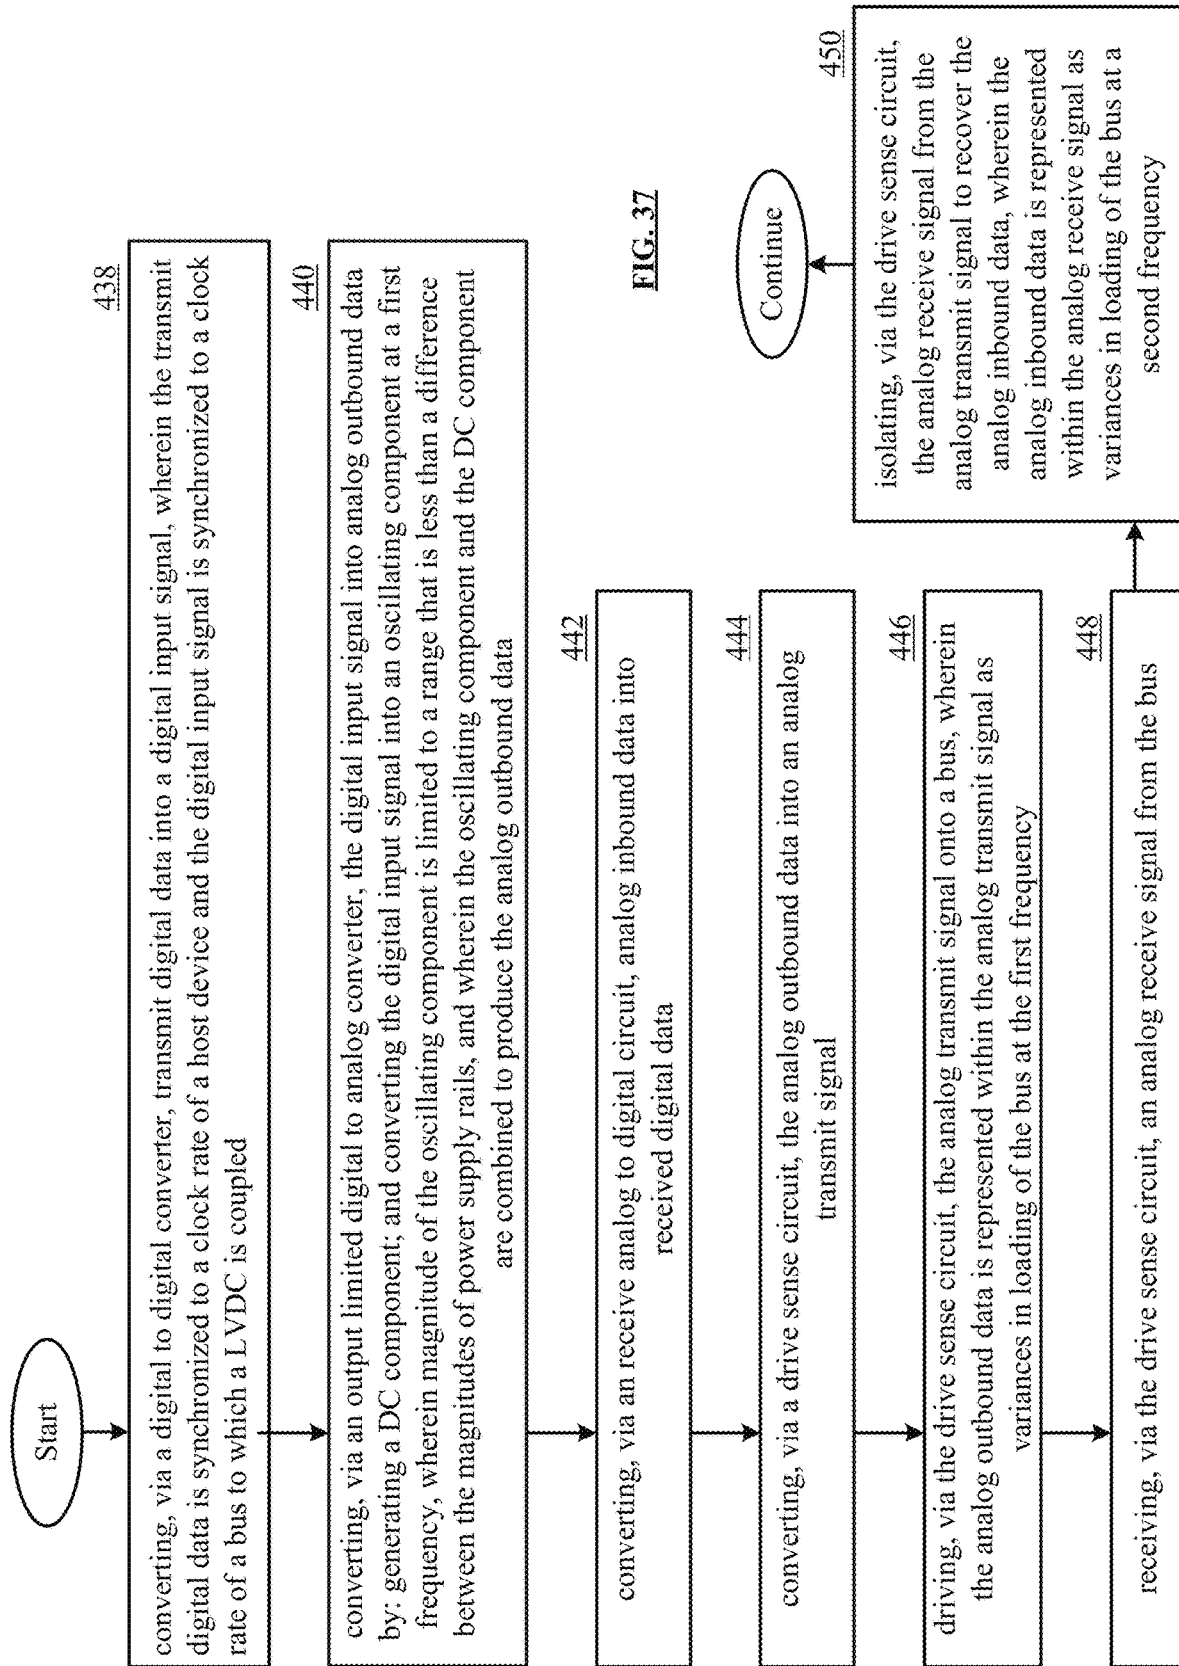 Start
438
converting, via a digital to digital converter, transmit digital data into a digital input signal, wherein the transmit
digital data is synchronized to a clock rate of a host device and the digital input signal is synchronized to a clock
rate of a bus to which a LVDC is coupled
440
converting, via an output limited digital to analog converter, the digital input signal into analog outbound data
by: generating a DC component; and converting the digital input signal into an oscillating component at a first
frequency, wherein magnitude of the oscillating component is limited to a range that is less than a difference
between the magnitudes of power supply rails, and wherein the oscillating component and the DC component
are combined to produce the analog outbound data
442
converting, via an receive analog to digital circuit, analog inbound data into
received digital data
444
converting, via a drive sense circuit, the analog outbound data into an analog
transmit signal
446
driving, via the drive sense circuit, the analog transmit signal onto a bus, wherein
the analog outbound data is represented within the analog transmit signal as
variances in loading of the bus at the first frequency
448
receiving, via the drive sense circuit, an analog receive signal from the bus
450
isolating, via the drive sense circuit,
the analog receive signal from the
analog transmit signal to recover the
analog inbound data, wherein the
analog inbound data is represented
within the analog receive signal as
variances in loading of the bus at a
second frequency
Continue
FIG. 37